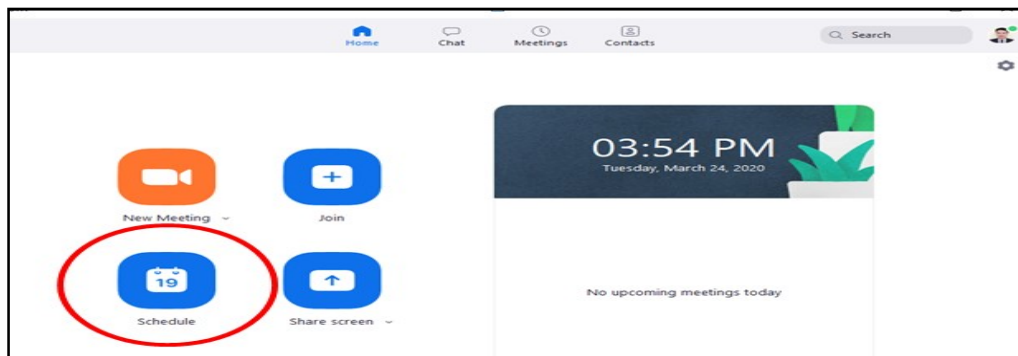 Home Chat Meetings Contacts Search
03:54 PM
Tuesday, March 24, 2020
New Meeting Join
19
Schedule Share screen
No upcoming meetings today